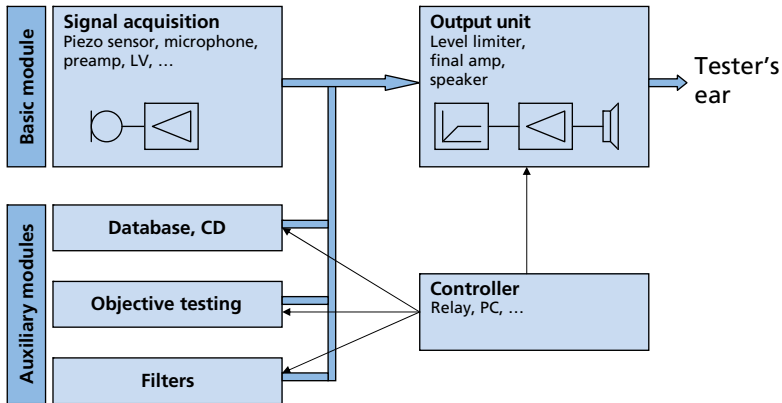 Basic module
Signal acquisition
Piezo sensor, microphone,
preamp, LV, ...
Output unit
Level limiter,
final amp,
speaker
Tester's
ear
Auxiliary modules
Database, CD
Objective testing
Filters
Controller
Relay, PC, ...